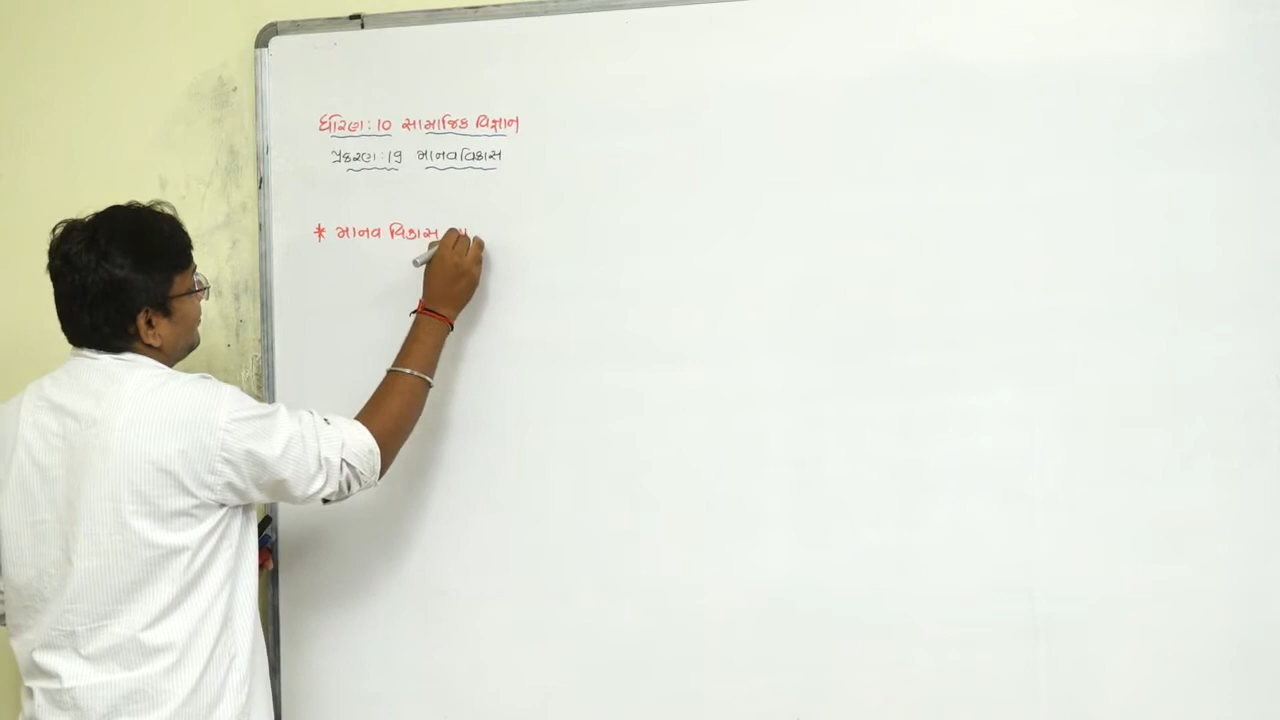 ધોરણ : 10 સામાજિક વિજ્ઞાન
પ્રકરણ : 19 માનવવિકાસ
* માનવ વિકાસ